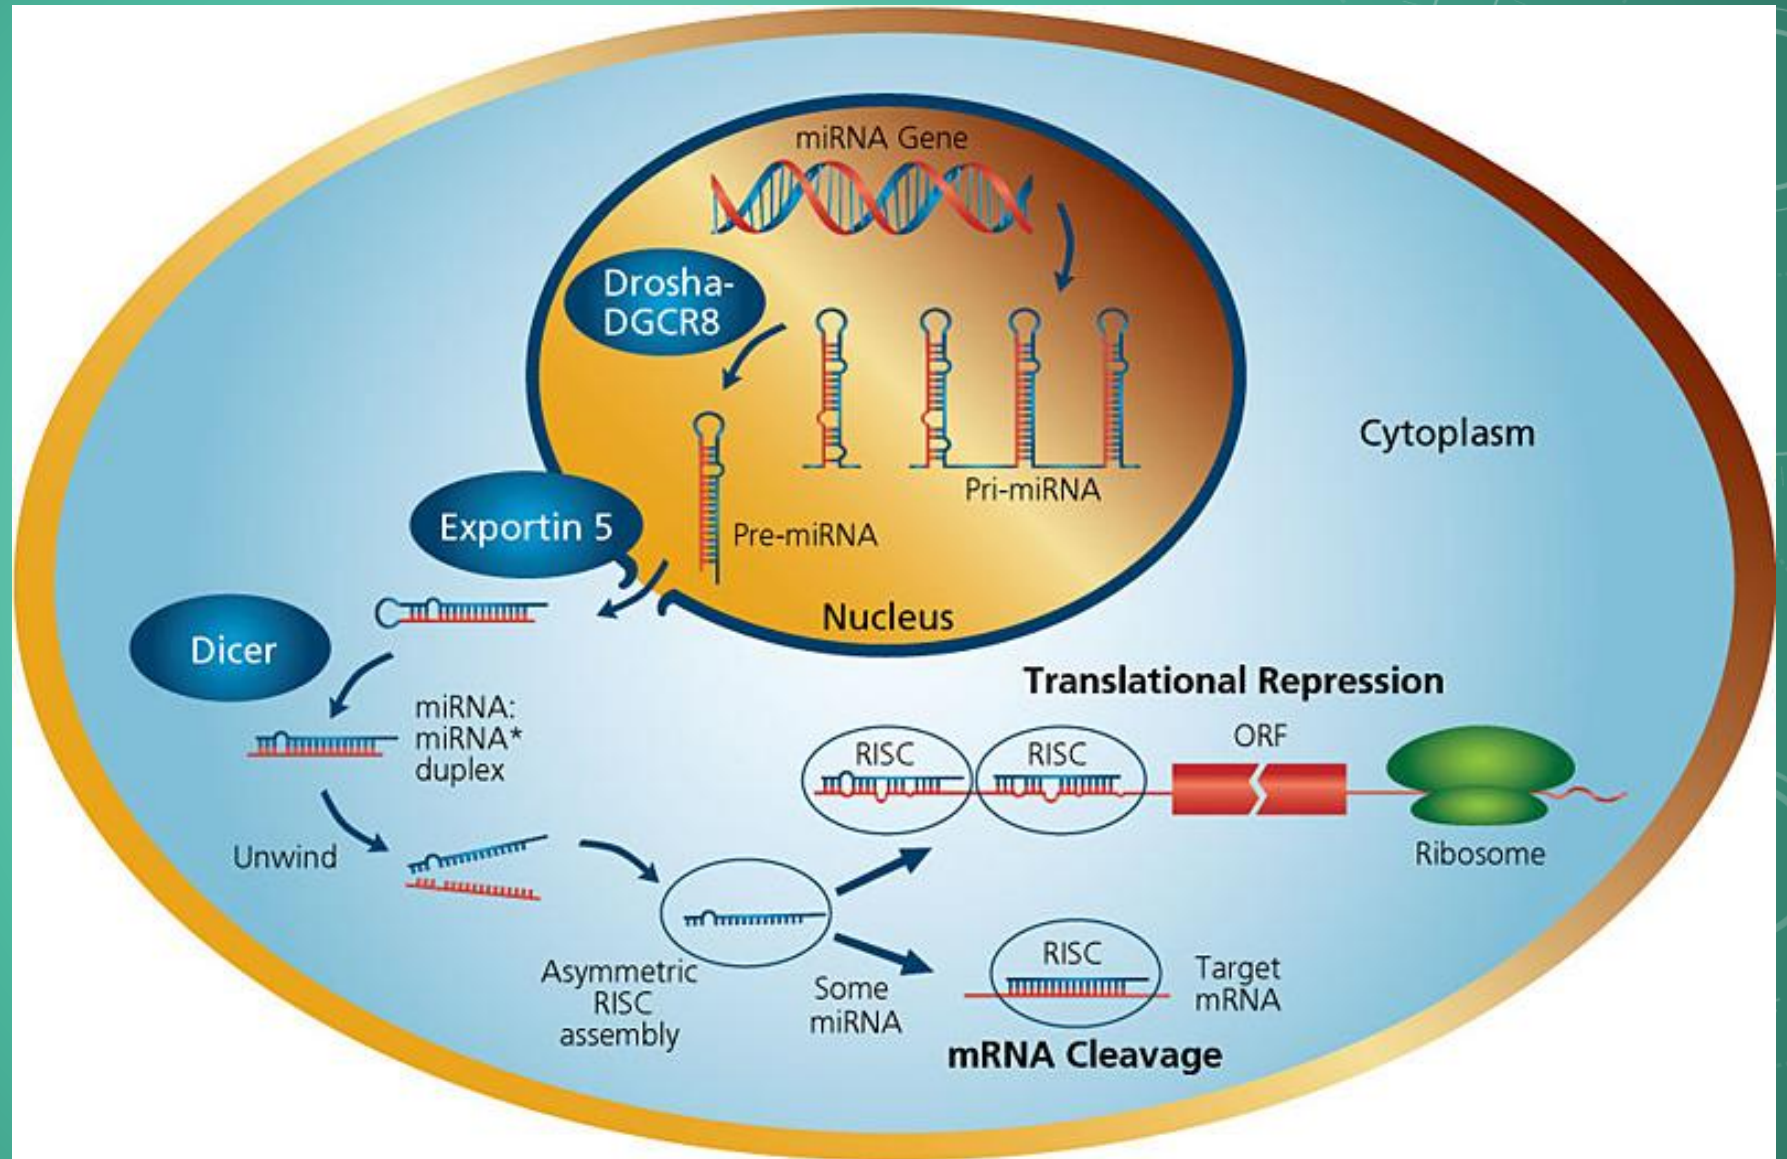 miRNA Gene
Drosha-
DGCR8
Pri-miRNA
Cytoplasm
Exportin 5
Pre-miRNA
Nucleus
Dicer
miRNA:
miRNA*
duplex
Translational Repression
RISC
RISC
ORF
Ribosome
Unwind
Asymmetric
RISC
assembly
Some
miRNA
RISC
Target
mRNA
mRNA Cleavage